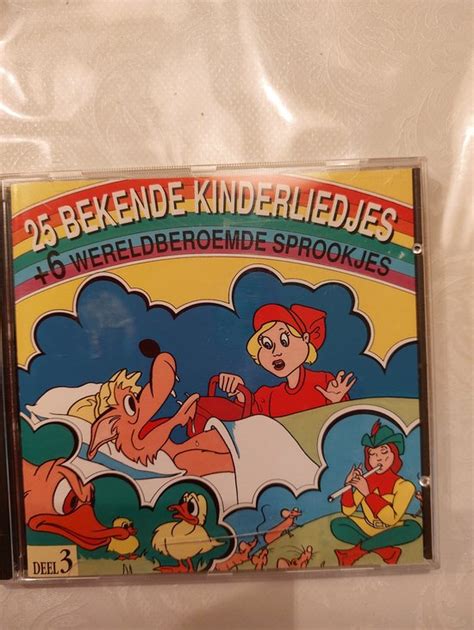 25 BEKENDE KINDERLIEDJES
+6 WERELDBEROEMDE SPROOKJES
DEEL 3